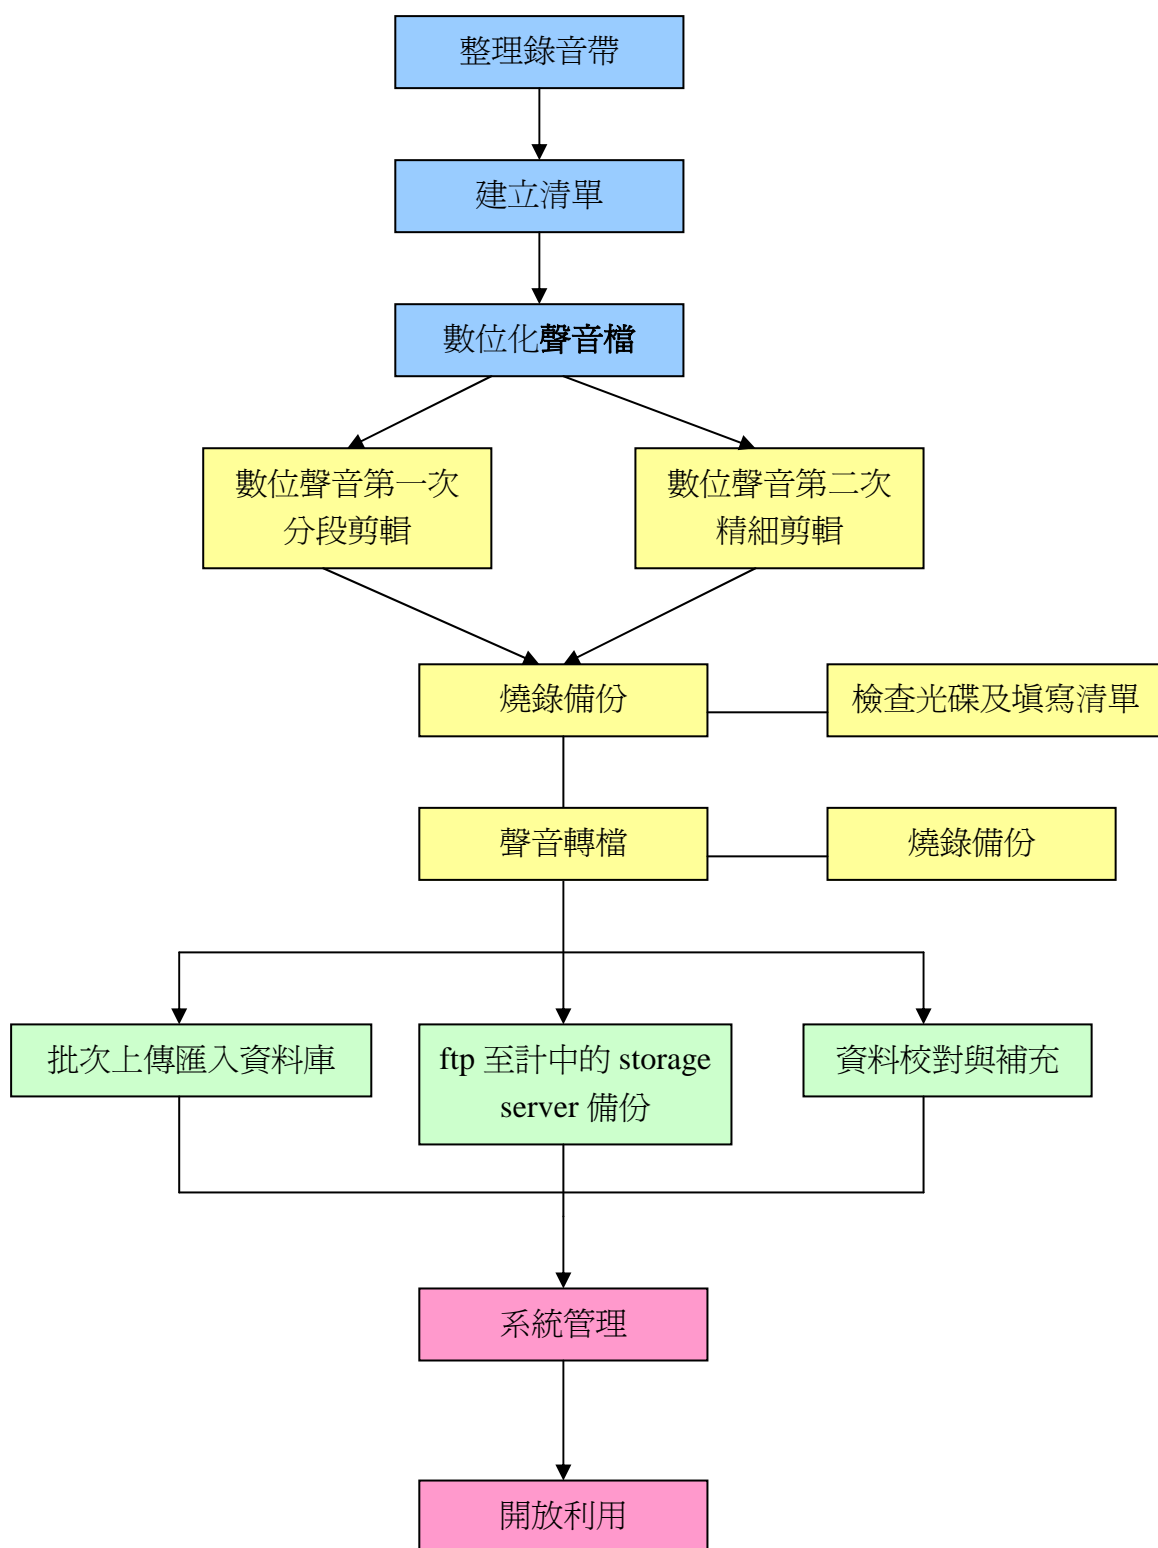 整理錄音帶
建立清單
數位化聲音檔
數位聲音第一次
分段剪輯
數位聲音第二次
精細剪輯
燒錄備份
檢查光碟及填寫清單
聲音轉檔
燒錄備份
批次上傳匯入資料庫
ftp 至計中的 storage
server 備份
資料校對與補充
系統管理
開放利用